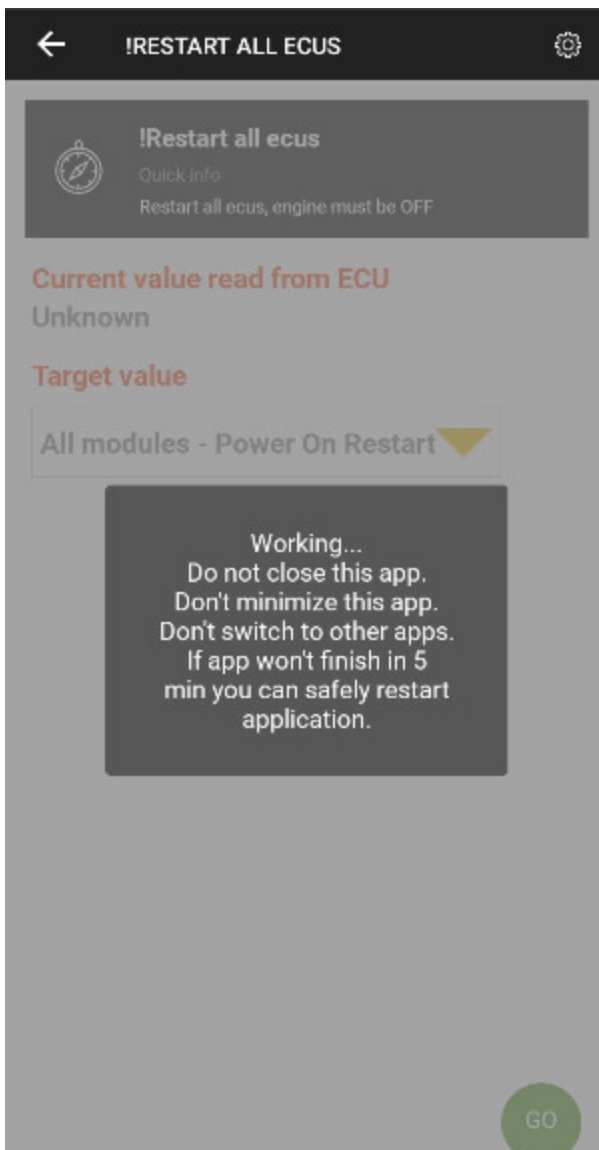 !RESTART ALL ECUS
!Restart all ecus
Quick info
Restart all ecus, engine must be OFF
Current value read from ECU
Unknown
Target value
All modules - Power On Restart
Working...
Do not close this app.
Don't minimize this app.
Don't switch to other apps.
If app won't finish in 5
min you can safely restart
application.
GO